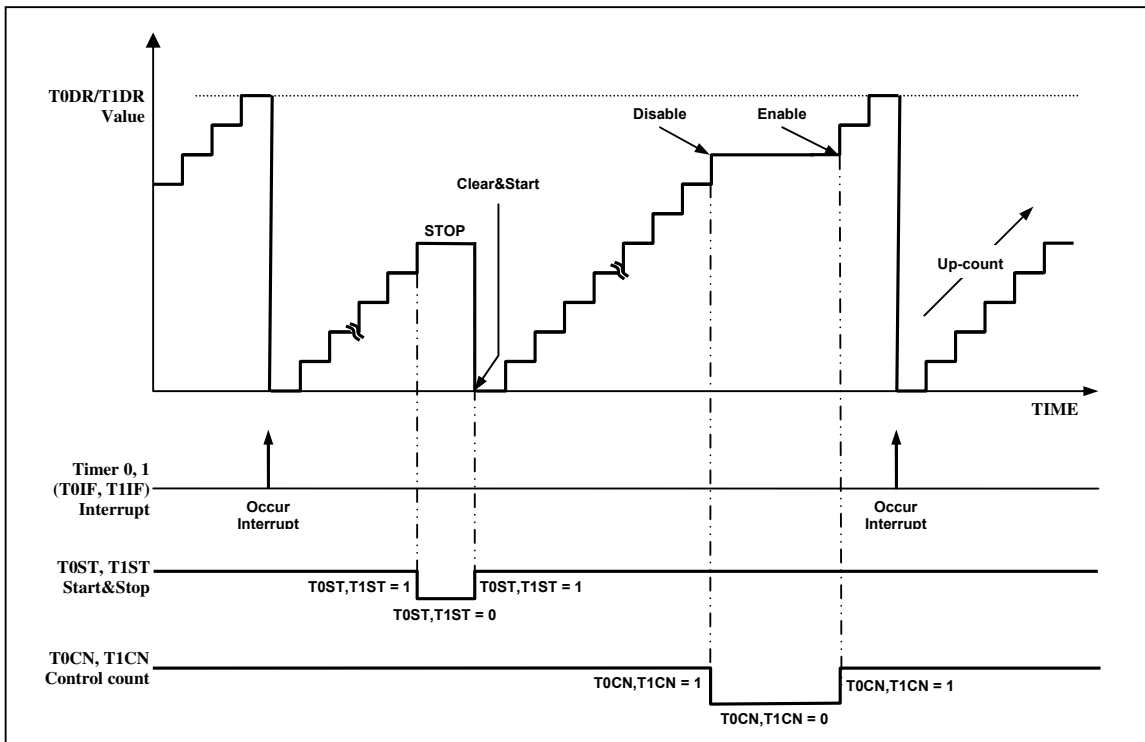 T0DR/T1DR
Value
Disable
Enable
Clear&Start
STOP
Up-count
TIME
Timer 0, 1
(T0IF, T1IF)
Interrupt
Occur
Interrupt
Occur
Interrupt
T0ST, T1ST
Start&Stop
T0ST,T1ST = 1
T0ST,T1ST = 1
T0ST,T1ST = 0
T0CN, T1CN
Control count
T0CN,T1CN = 1
T0CN,T1CN = 1
T0CN,T1CN = 0